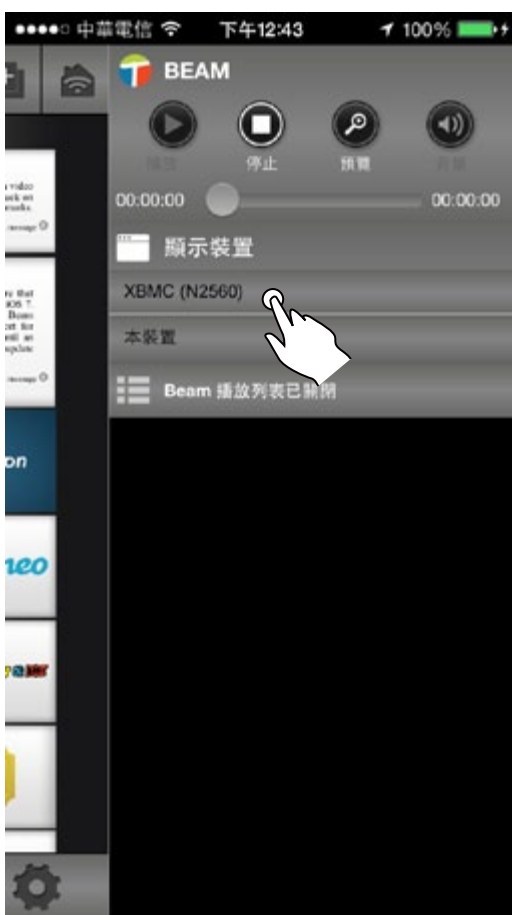 中華電信 下午12:43 100%
BEAM
停止 預覽
00:00:00 00:00:00
顯示裝置
XBMC (N2560)
本裝置
Beam 播放列表已關閉
on
neo